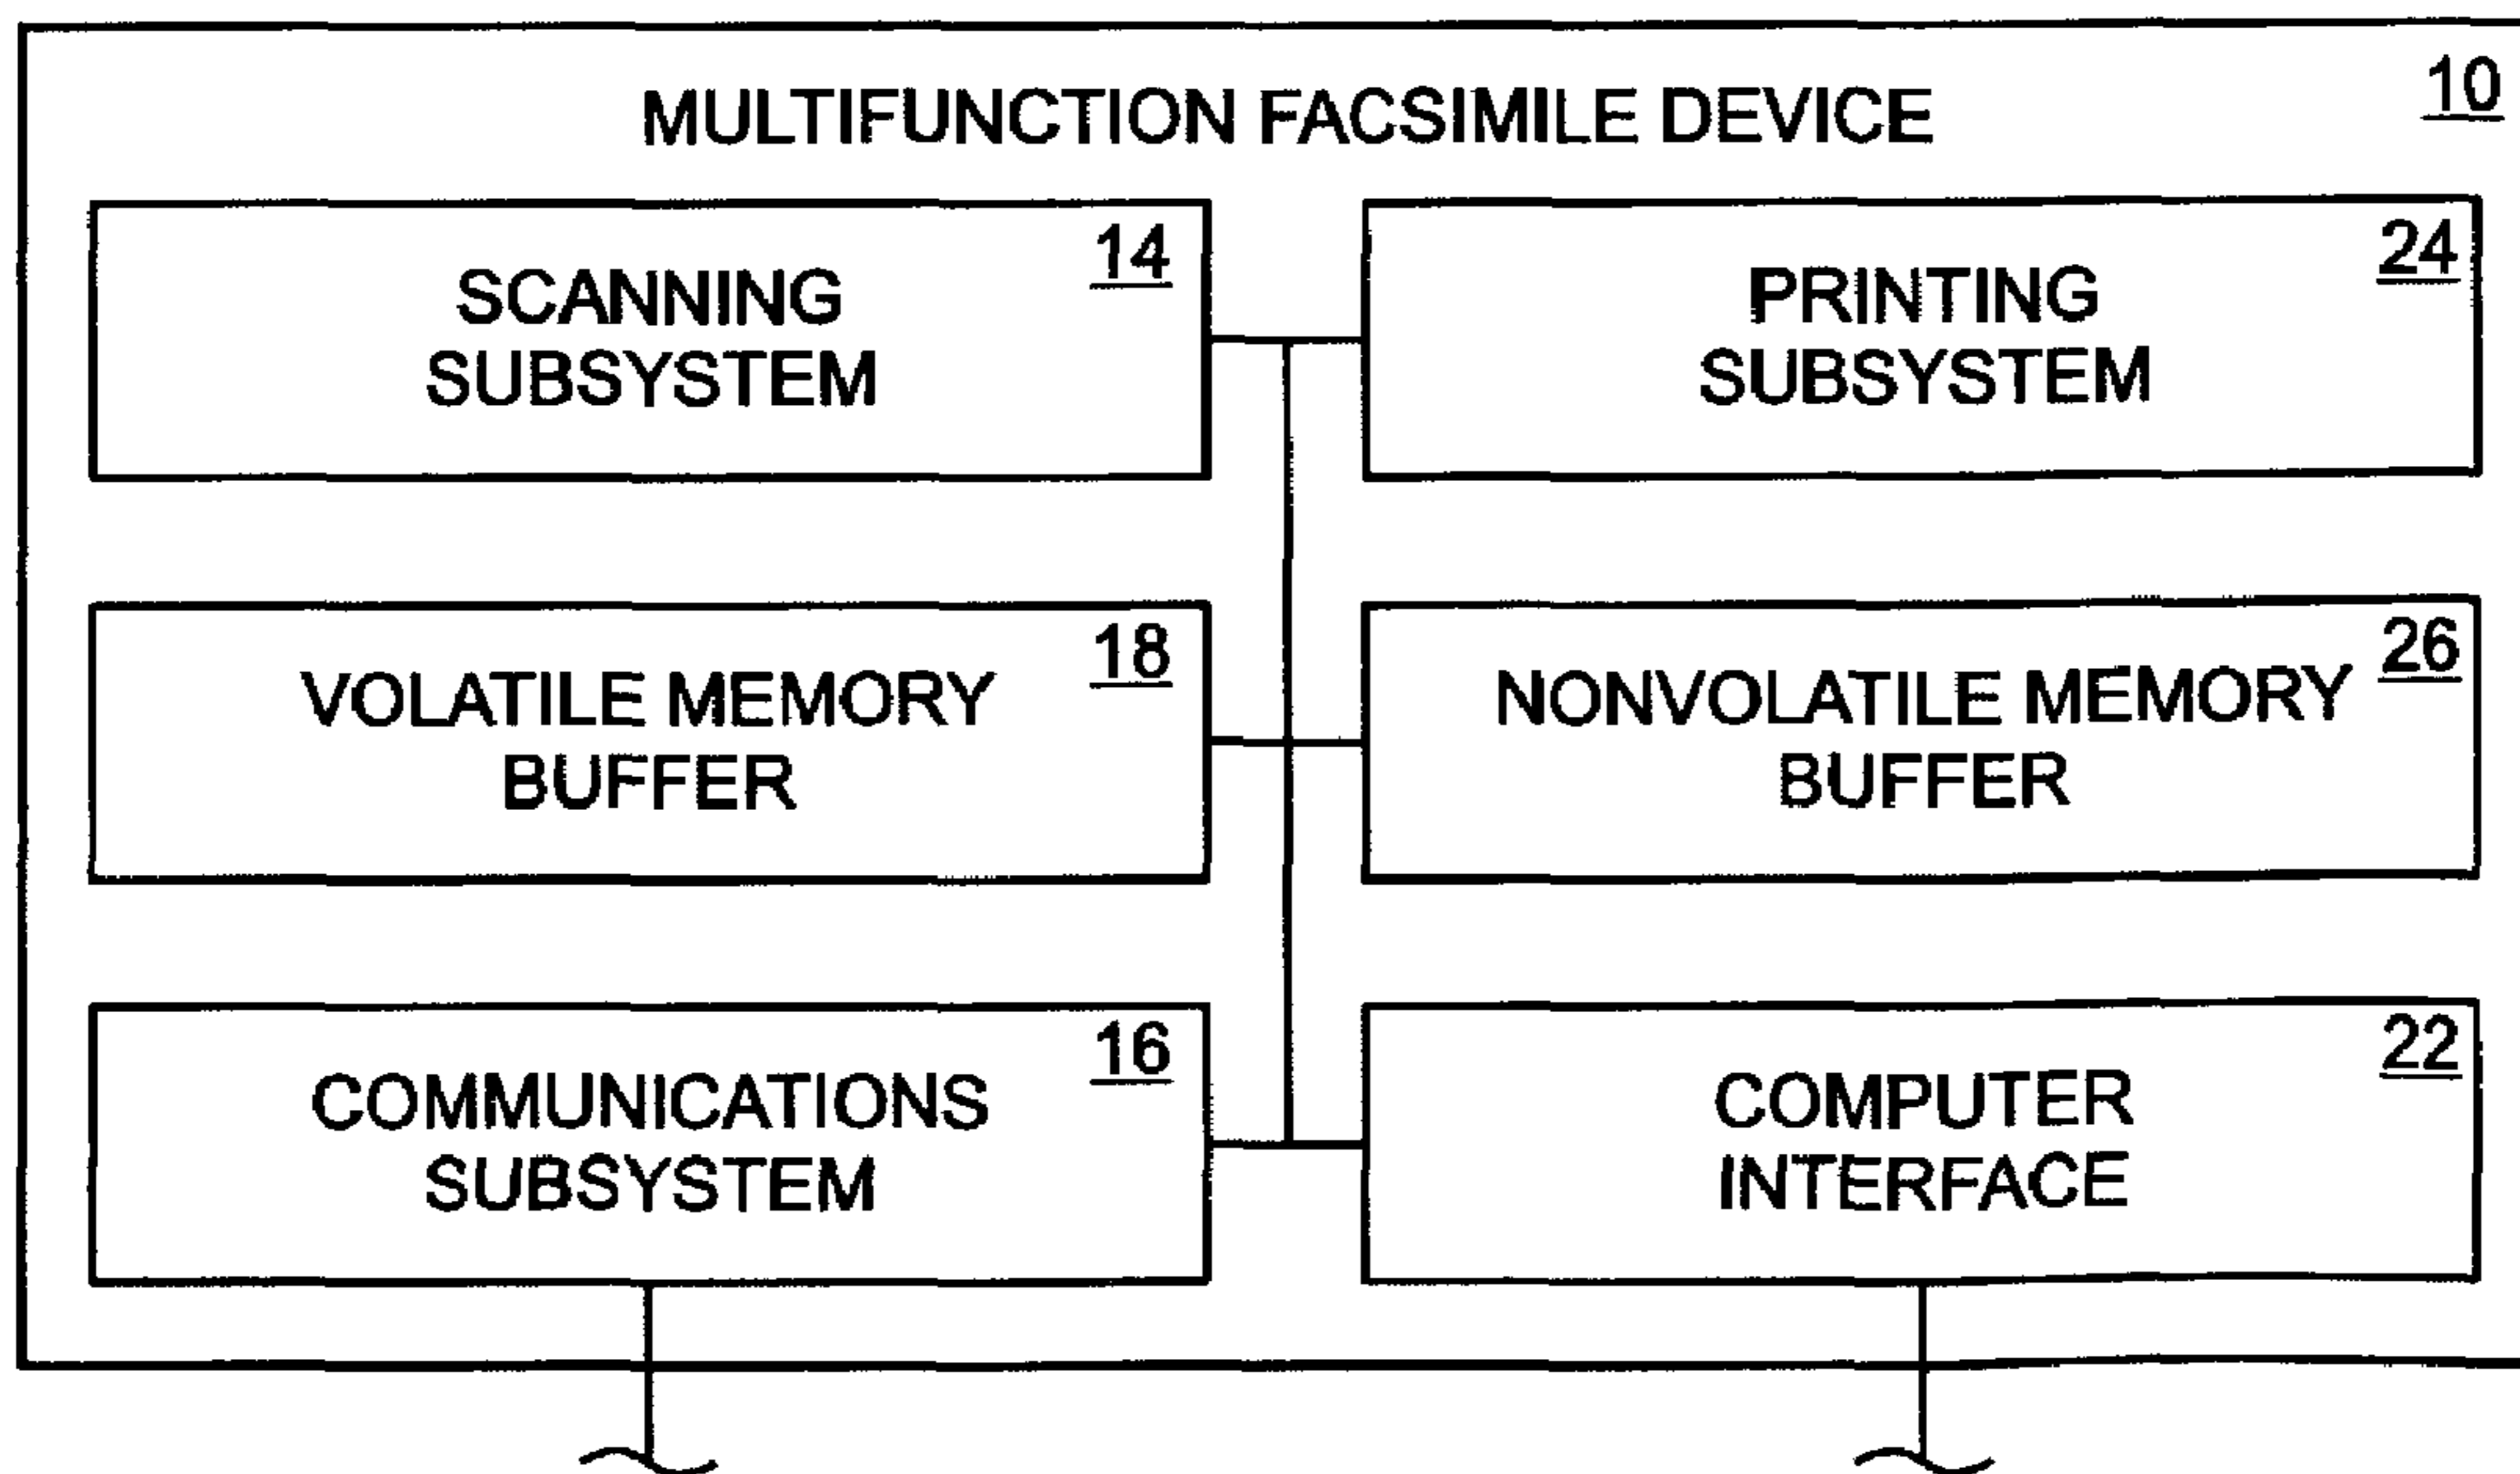 MULTIFUNCTION FACSIMILE DEVICE 10
14
SCANNING
SUBSYSTEM
24
PRINTING
SUBSYSTEM
18
VOLATILE MEMORY
BUFFER
26
NONVOLATILE MEMORY
BUFFER
16
COMMUNICATIONS
SUBSYSTEM
22
COMPUTER
INTERFACE